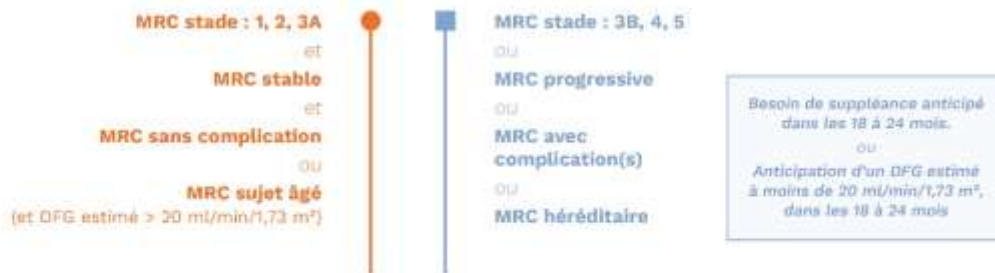 MRC stade : 1, 2, 3A
et
MRC stable
et
MRC sans complication
ou
MRC sujet âgé
(et DFG estimé > 20 ml/min/1,73 m²)
MRC stade : 3B, 4, 5
ou
MRC progressive
ou
MRC avec
complication(s)
ou
MRC héréditaire
Besoin de suppléance anticipé
dans les 18 à 24 mois.
ou
Anticipation d'un DFG estimé
à moins de 20 ml/min/1,73 m²,
dans les 18 à 24 mois